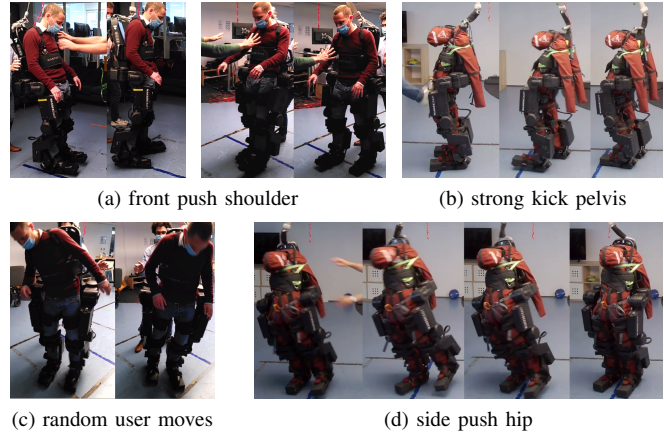 (a) front push shoulder
(b) strong kick pelvis
(c) random user moves
(d) side push hip